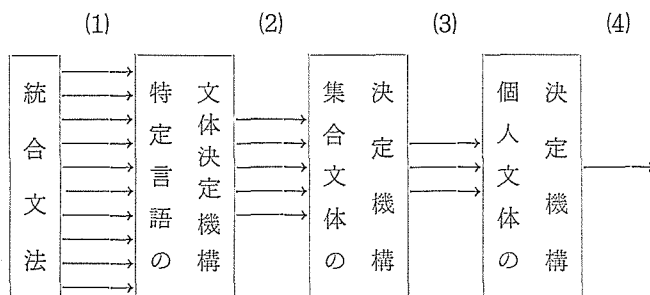 (1)
(2)
(3)
(4)
統合文法
特定言語の
文体決定機構
集合文体の
決定機構
個人文体の
決定機構